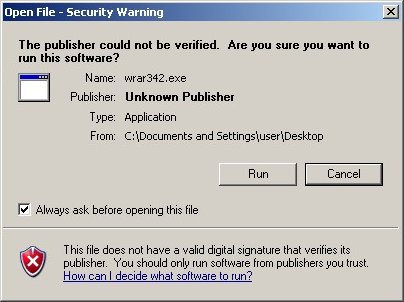 Open File - Security Warning
The publisher could not be verified.  Are you sure you want to
run this software?
Name: wrar342.exe
Publisher: Unknown Publisher
Type: Application
From: C:\Documents and Settings\user\Desktop
Run Cancel
Always ask before opening this file
This file does not have a valid digital signature that verifies its
publisher. You should only run software from publishers you trust.
How can I decide what software to run?